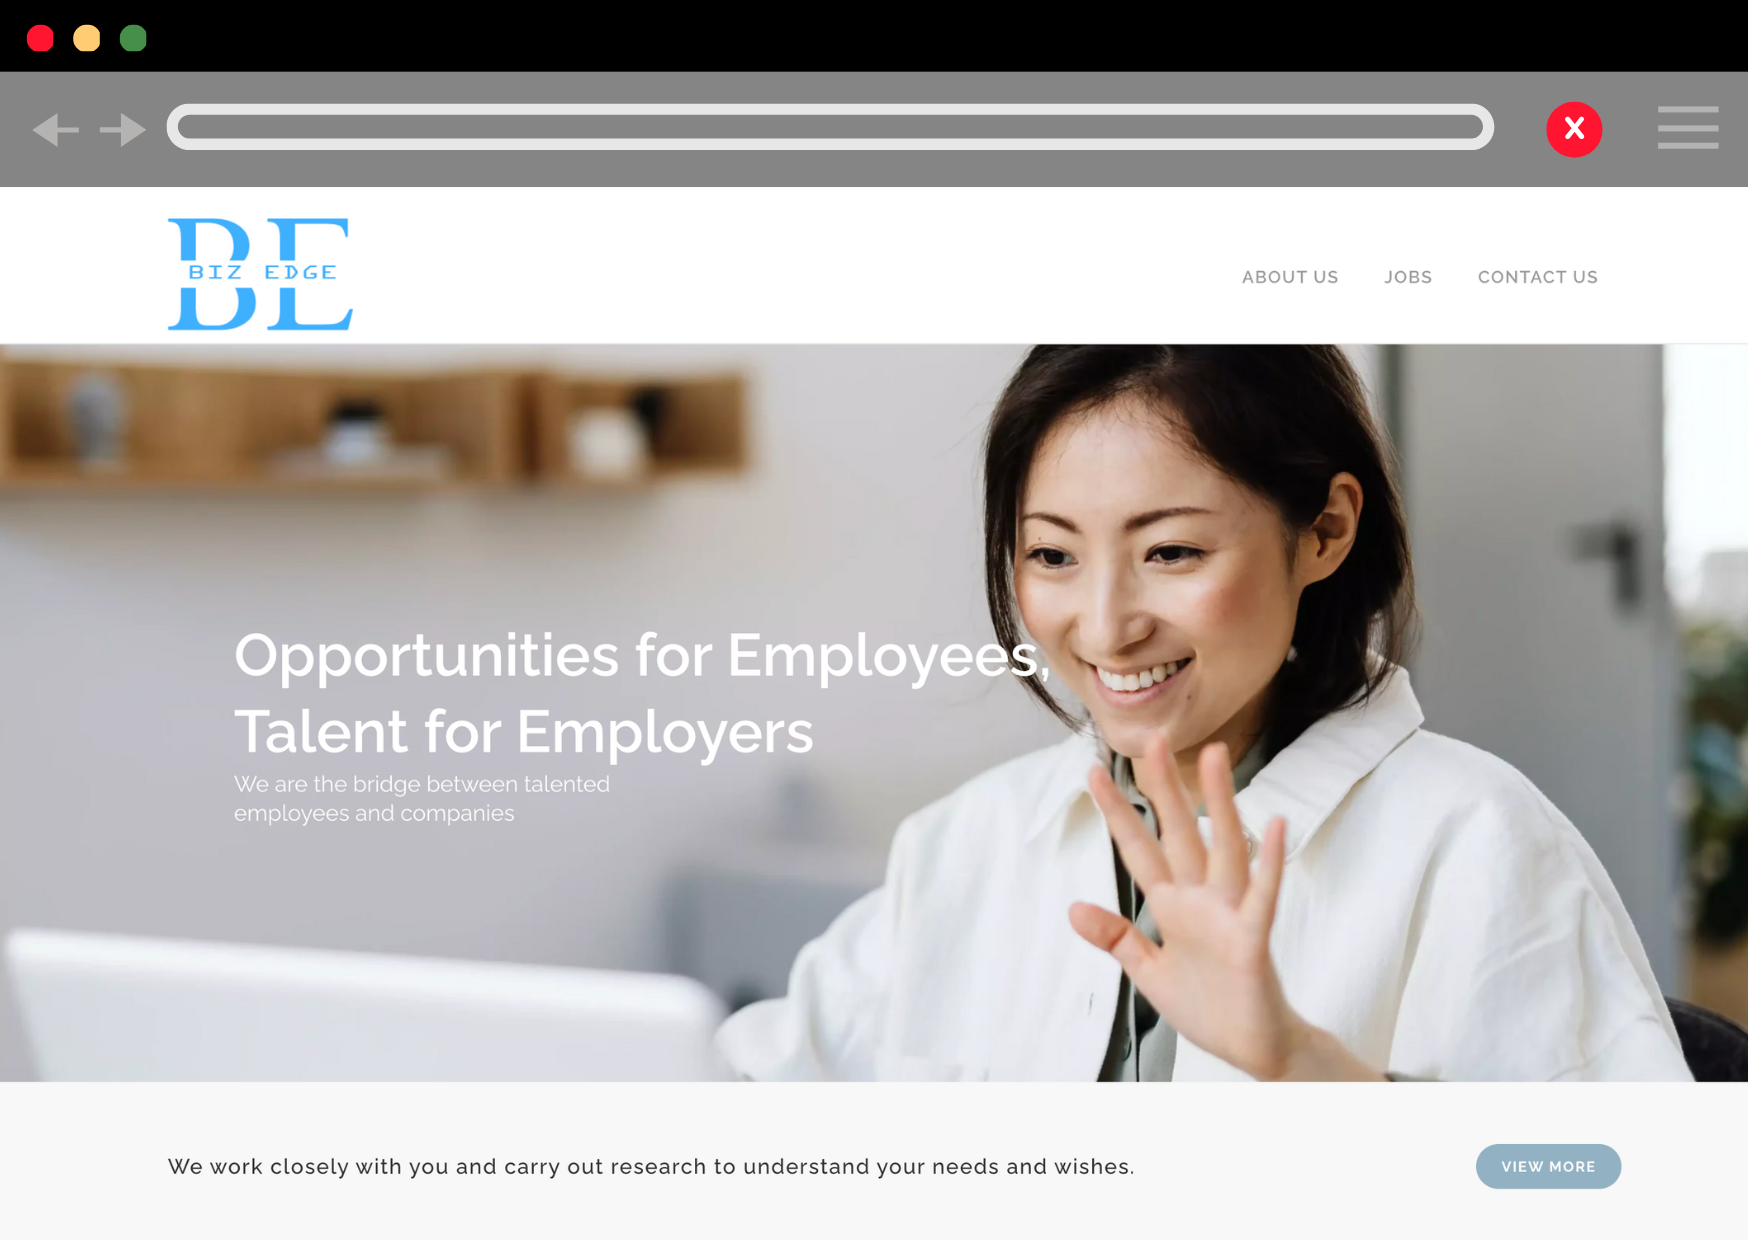 X
BIZ EDGE
BE
ABOUT US JOBS CONTACT US
Opportunities for Employees,
Talent for Employers
We are the bridge between talented
employees and companies
We work closely with you and carry out research to understand your needs and wishes.
VIEW MORE